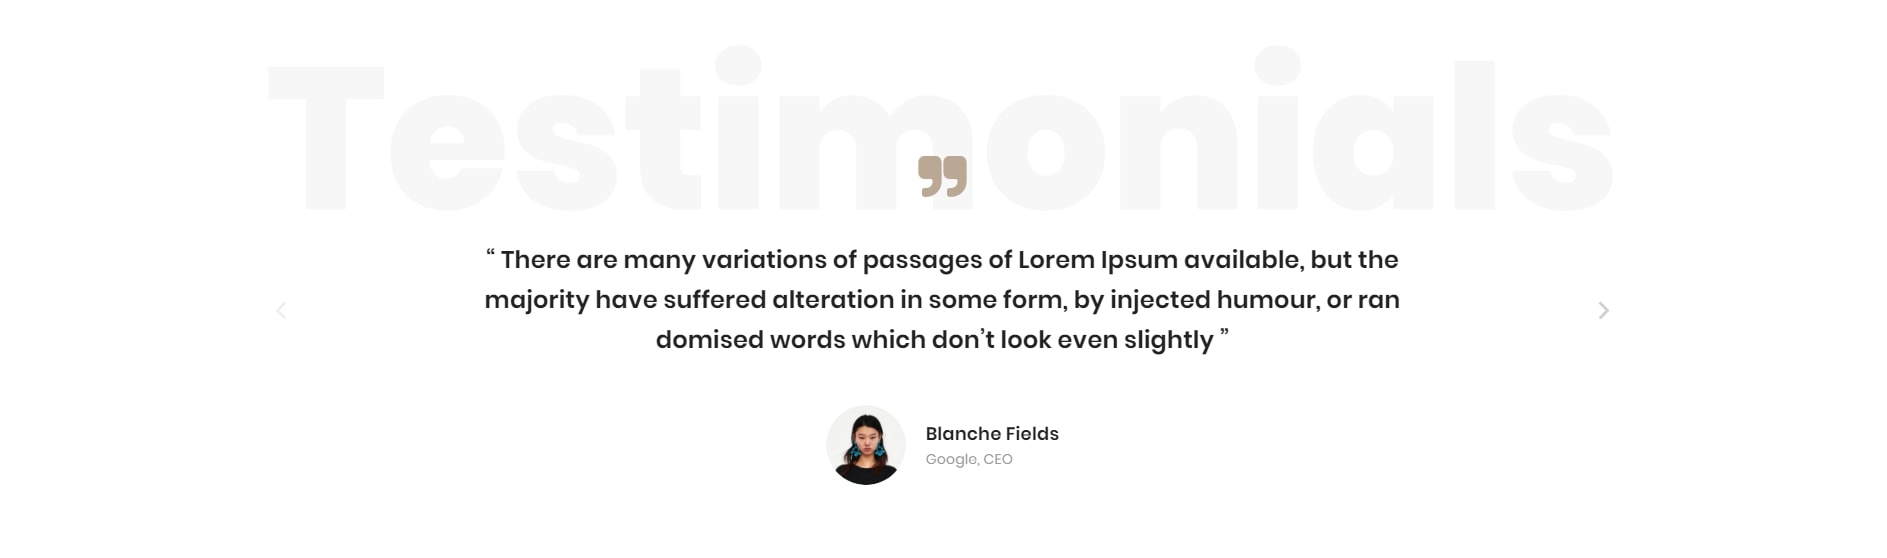 Testimonials
“ There are many variations of passages of Lorem Ipsum available, but the
majority have suffered alteration in some form, by injected humour, or ran
domised words which don’t look even slightly ”
Blanche Fields
Google, CEO